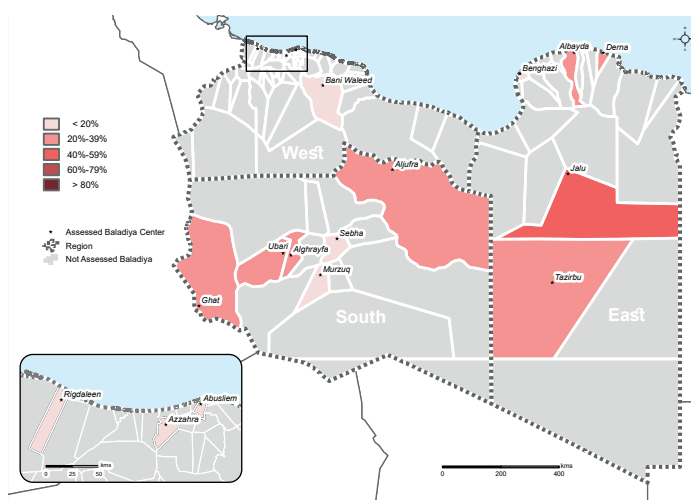 Albayda
Derna
Benghazi
Bani Waleed
< 20%
20%-39%
40%-59%
60%-79%
> 80%
West
Aljufra
Jalu
Assessed Baladiya Center
Region
Not Assessed Baladiya
Sebha
Ubari
Alghrayfa
Murzuq
Tazirbu
Ghat
South
East
Rigdaleen
Abusliem
Azzahra
kms
0 25 50
kms
0 200 400